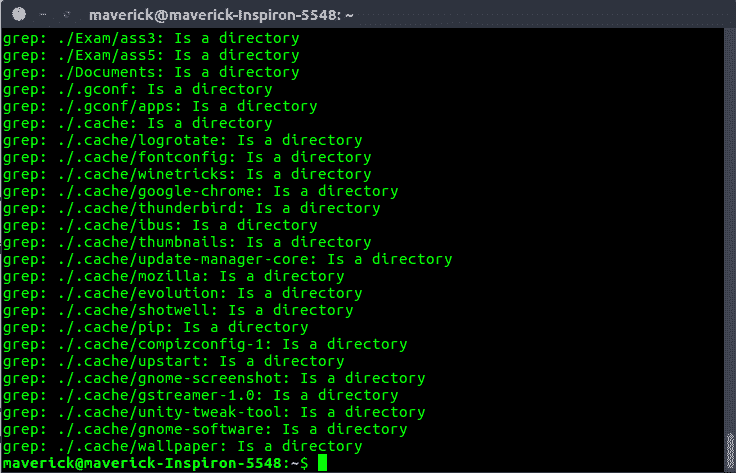 maverick@maverick-Inspiron-5548: ~
grep: ./Exam/ass3: Is a directory
grep: ./Exam/ass5: Is a directory
grep: ./Documents: Is a directory
grep: ./.gconf: Is a directory
grep: ./.gconf/apps: Is a directory
grep: ./.cache: Is a directory
grep: ./.cache/logrotate: Is a directory
grep: ./.cache/fontconfig: Is a directory
grep: ./.cache/winetricks: Is a directory
grep: ./.cache/google-chrome: Is a directory
grep: ./.cache/thunderbird: Is a directory
grep: ./.cache/ibus: Is a directory
grep: ./.cache/thumbnails: Is a directory
grep: ./.cache/update-manager-core: Is a directory
grep: ./.cache/mozilla: Is a directory
grep: ./.cache/evolution: Is a directory
grep: ./.cache/shotwell: Is a directory
grep: ./.cache/pip: Is a directory
grep: ./.cache/compizconfig-1: Is a directory
grep: ./.cache/upstart: Is a directory
grep: ./.cache/gnome-screenshot: Is a directory
grep: ./.cache/gstreamer-1.0: Is a directory
grep: ./.cache/unity-tweak-tool: Is a directory
grep: ./.cache/gnome-software: Is a directory
grep: ./.cache/wallpaper: Is a directory
maverick@maverick-Inspiron-5548:~$